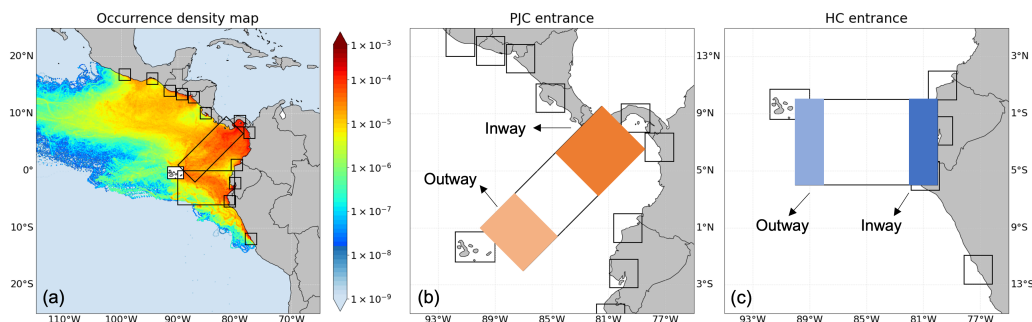 Occurrence density map
20°N
10°N
0°
10°S
20°S
110°W 100°W 90°W 80°W 70°W
(a)
1 × 10⁻³
1 × 10⁻⁴
1 × 10⁻⁵
1 × 10⁻⁶
1 × 10⁻⁷
1 × 10⁻⁸
1 × 10⁻⁹
PJC entrance
Inway
Outway
(b)
13°N
9°N
5°N
1°N
3°S
93°W 89°W 85°W 81°W 77°W
HC entrance
Outway
Inway
(c)
3°N
1°S
5°S
9°S
13°S
93°W 89°W 85°W 81°W 77°W